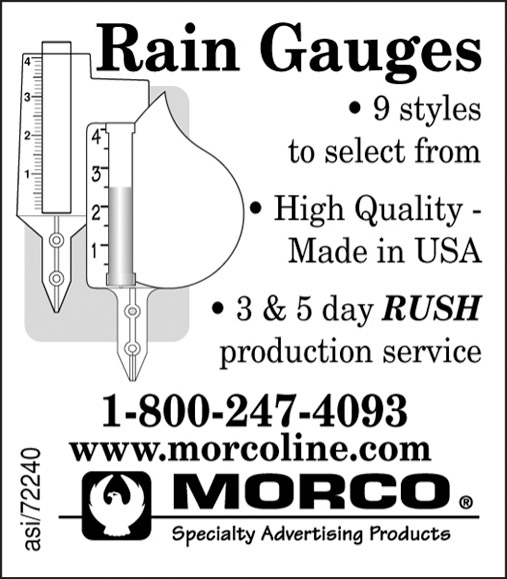 Rain Gauges
• 9 styles
to select from
• High Quality -
Made in USA
• 3 & 5 day RUSH
production service
4
3
2
1
4
3
2
1
1-800-247-4093
www.morcoline.com
asi/72240
MORCO®
Specialty Advertising Products